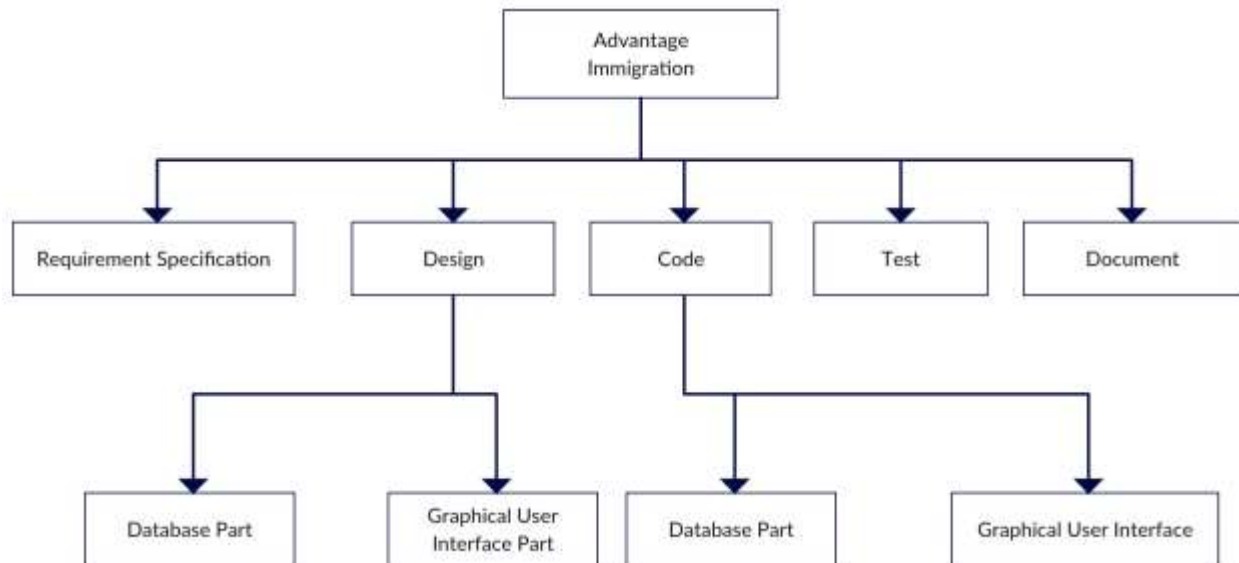 Advantage
Immigration
Requirement Specification
Design
Code
Test
Document
Database Part
Graphical User
Interface Part
Database Part
Graphical User Interface